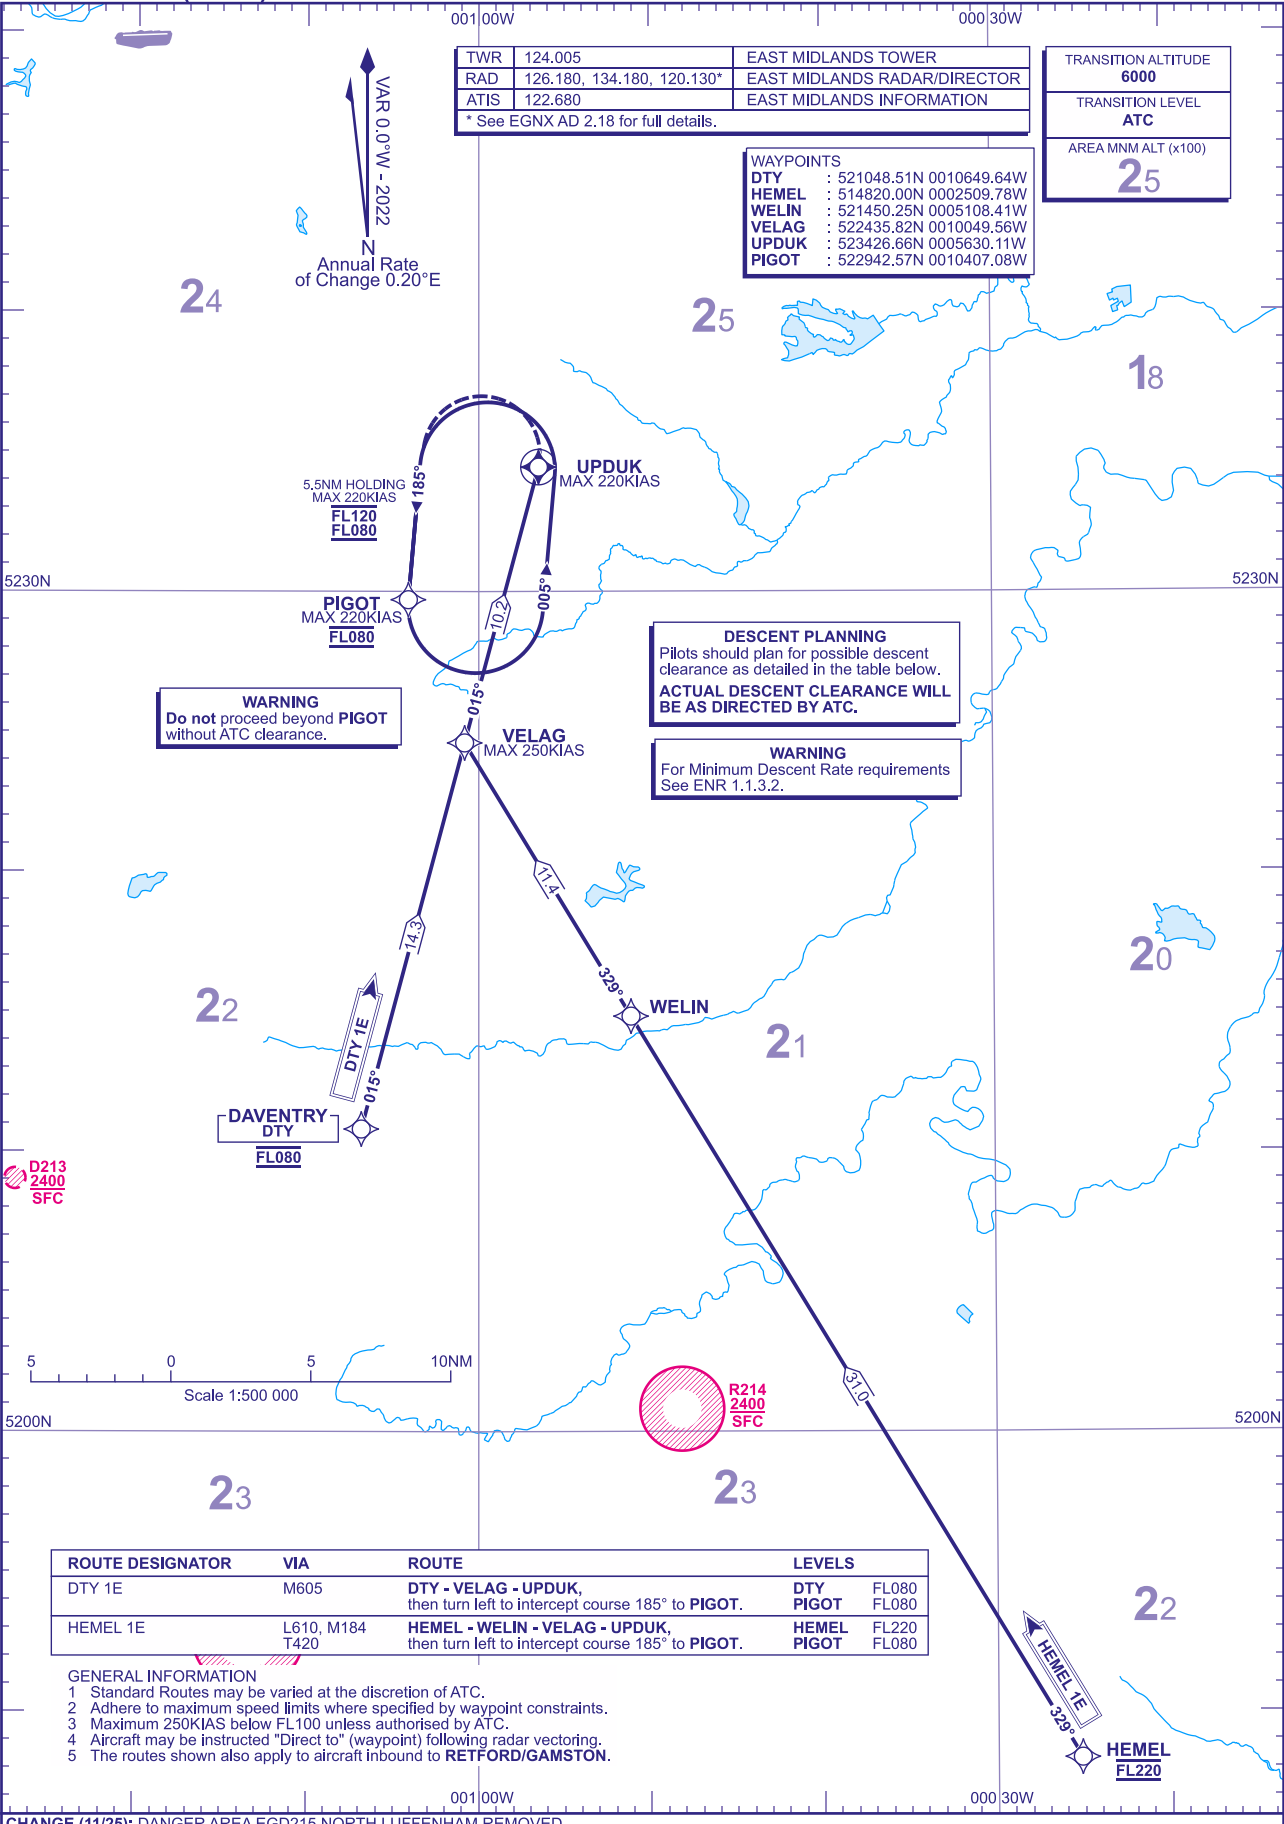 001°00'W
000°30'W
TWR 124.005 EAST MIDLANDS TOWER
RAD 126.180, 134.180, 120.130* EAST MIDLANDS RADAR/DIRECTOR
ATIS 122.680 EAST MIDLANDS INFORMATION
* See EGNX AD 2.18 for full details.
TRANSITION ALTITUDE
6000
TRANSITION LEVEL
ATC
AREA MNM ALT (x100)
25
VAR 0.0°W - 2022
N
Annual Rate
of Change 0.20°E
WAYPOINTS
DTY : 521048.51N 0010649.64W
HEMEL : 514820.00N 0002509.78W
WELIN : 521450.25N 0005108.41W
VELAG : 522435.82N 0010049.56W
UPDUK : 523426.66N 0005630.11W
PIGOT : 522942.57N 0010407.08W
24
25
18
UPDUK
MAX 220KIAS
185°
5.5NM HOLDING
MAX 220KIAS
FL120
FL080
5230N
5230N
005°
10.2
PIGOT
MAX 220KIAS
FL080
DESCENT PLANNING
Pilots should plan for possible descent
clearance as detailed in the table below.
ACTUAL DESCENT CLEARANCE WILL
BE AS DIRECTED BY ATC.
WARNING
Do not proceed beyond PIGOT
without ATC clearance.
015°
VELAG
MAX 250KIAS
WARNING
For Minimum Descent Rate requirements
See ENR 1.1.3.2.
11.4
14.3
20
329°
22
WELIN
21
DTY 1E
015°
DAVENTRY
DTY
FL080
D213
2400
SFC
5 0 5 10NM
Scale 1:500 000
31.0
R214
2400
SFC
5200N
5200N
23
23
ROUTE DESIGNATOR VIA ROUTE LEVELS
DTY 1E M605 DTY - VELAG - UPDUK, DTY FL080
then turn left to intercept course 185° to PIGOT. PIGOT FL080
HEMEL 1E L610, M184 HEMEL - WELIN - VELAG - UPDUK, HEMEL FL220
T420 then turn left to intercept course 185° to PIGOT. PIGOT FL080
22
HEMEL 1E
329°
HEMEL
FL220
GENERAL INFORMATION
1 Standard Routes may be varied at the discretion of ATC.
2 Adhere to maximum speed limits where specified by waypoint constraints.
3 Maximum 250KIAS below FL100 unless authorised by ATC.
4 Aircraft may be instructed "Direct to" (waypoint) following radar vectoring.
5 The routes shown also apply to aircraft inbound to RETFORD/GAMSTON.
001°00'W
000°30'W
CHANGE (11/25): DANGER AREA EGD215 NORTH LUFFENHAM REMOVED.